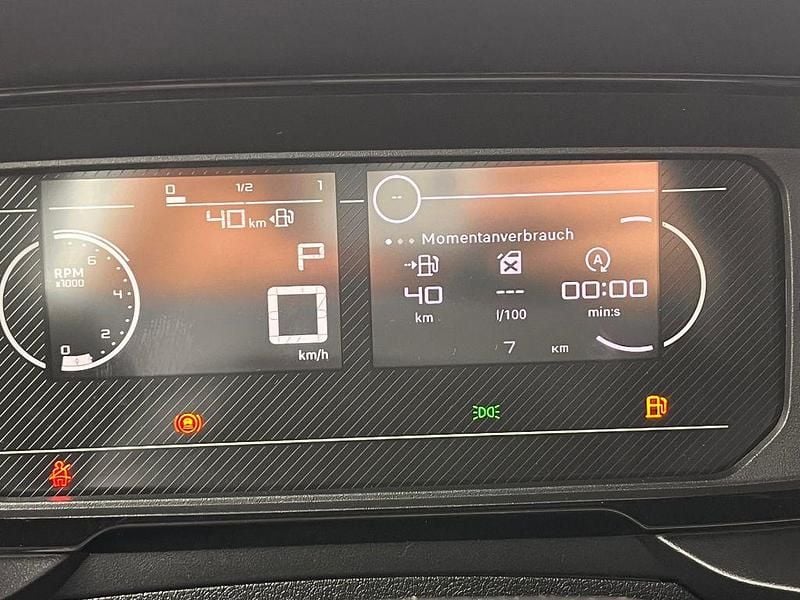 0 1/2 1
40 km
6
RPM
x1000
4
2
0
P
0
km/h
--
Momentanverbrauch
40 --- 00:00
km l/100 min:s
7 KM